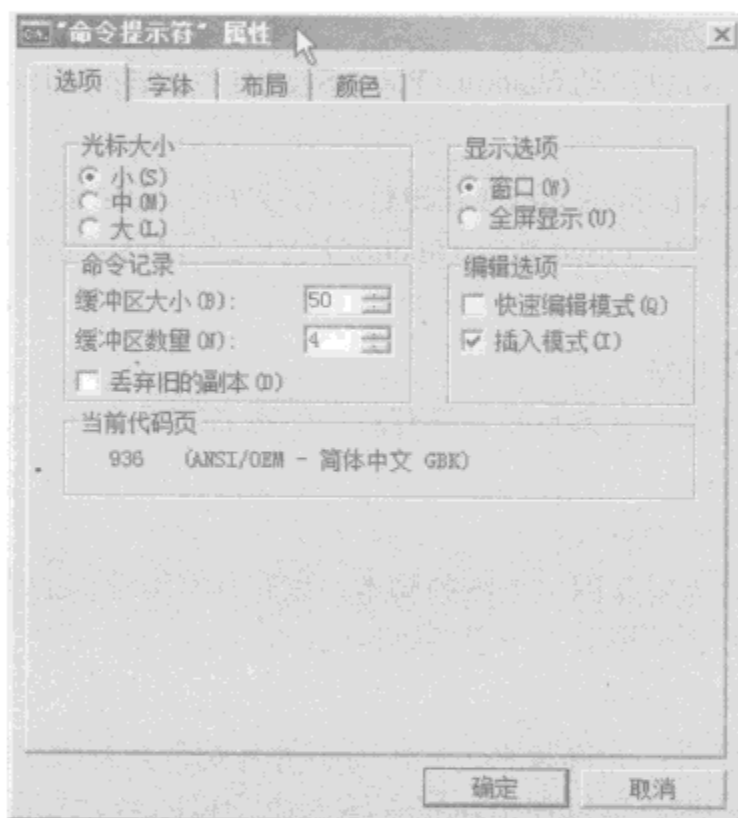 "命令提示符" 属性
选项 字体 布局 颜色
光标大小
小(S)
中(M)
大(L)
显示选项
窗口(W)
全屏显示(U)
命令记录
缓冲区大小(B): 50
缓冲区数量(N): 4
丢弃旧的副本(D)
编辑选项
快速编辑模式(Q)
插入模式(I)
当前代码页
936 (ANSI/OEM - 简体中文 GBK)
确定 取消